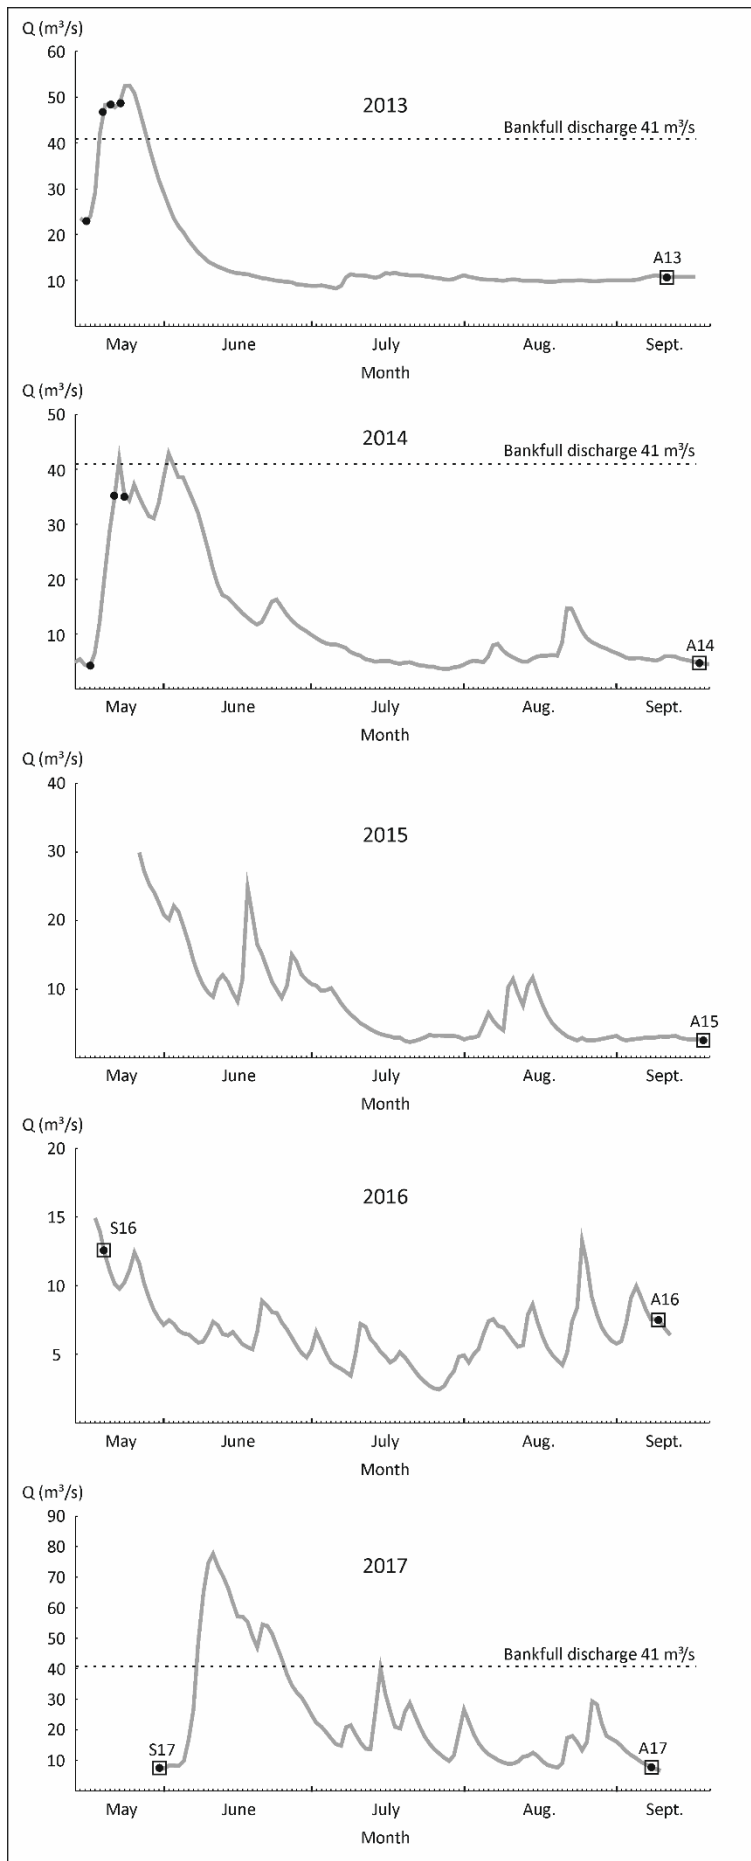 Q (m³/s)
60
50
2013
40
Bankfull discharge 41 m³/s
30
20
A13
10
May June July Aug. Sept.
Month
Q (m³/s)
50
2014
40
Bankfull discharge 41 m³/s
30
20
10
A14
May June July Aug. Sept.
Month
Q (m³/s)
40
2015
30
20
10
A15
May June July Aug. Sept.
Month
Q (m³/s)
20
2016
15
S16
10
A16
5
May June July Aug. Sept.
Month
Q (m³/s)
90
80
2017
70
60
50
Bankfull discharge 41 m³/s
40
30
20
S17 A17
10
May June July Aug. Sept.
Month